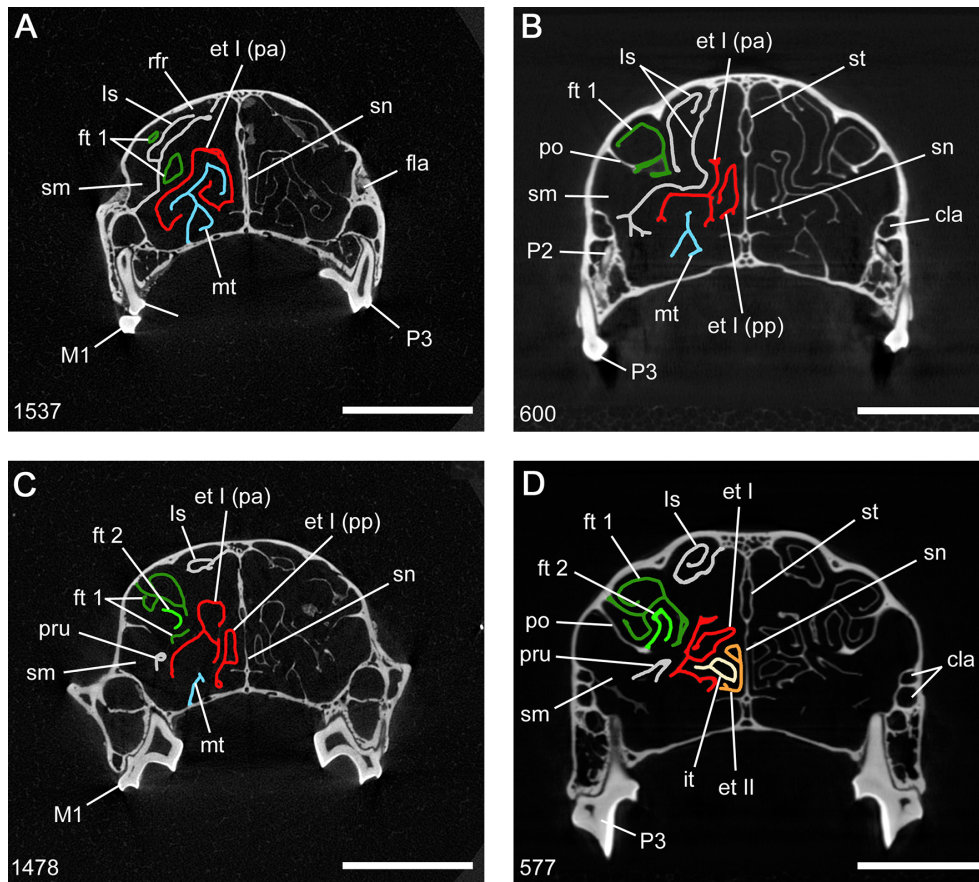 A
et I (pa)
rfr
ls
ft 1
sn
sm
fla
mt
M1
P3
1537
B
et I (pa)
ls
st
ft 1
po
sn
sm
cla
P2
mt
et I (pp)
P3
600
C
et I (pa)
ls
ft 2
et I (pp)
ft 1
sn
pru
sm
mt
M1
1478
D
et I
ls
st
ft 1
ft 2
sn
po
pru
cla
sm
it
et II
P3
577